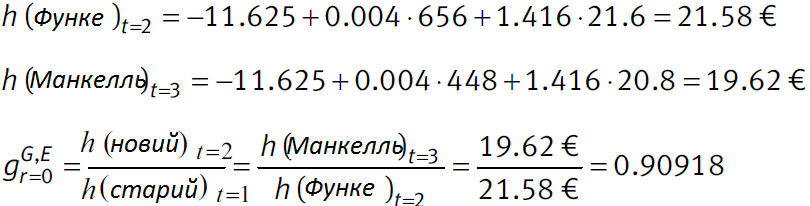 h (Функе )t=2 = −11.625+0.004·656+1.416·21.6 = 21.58 €
h (Манкелль)t=3 = −11.625+0.004·448+1.416·20.8 = 19.62 €
g^{G,E}_{r=0} = h (новий) t=2 / h (старий) t=1 = h (Манкелль)t=3 / h (Функе )t=2 = 19.62 € / 21.58 € = 0.90918